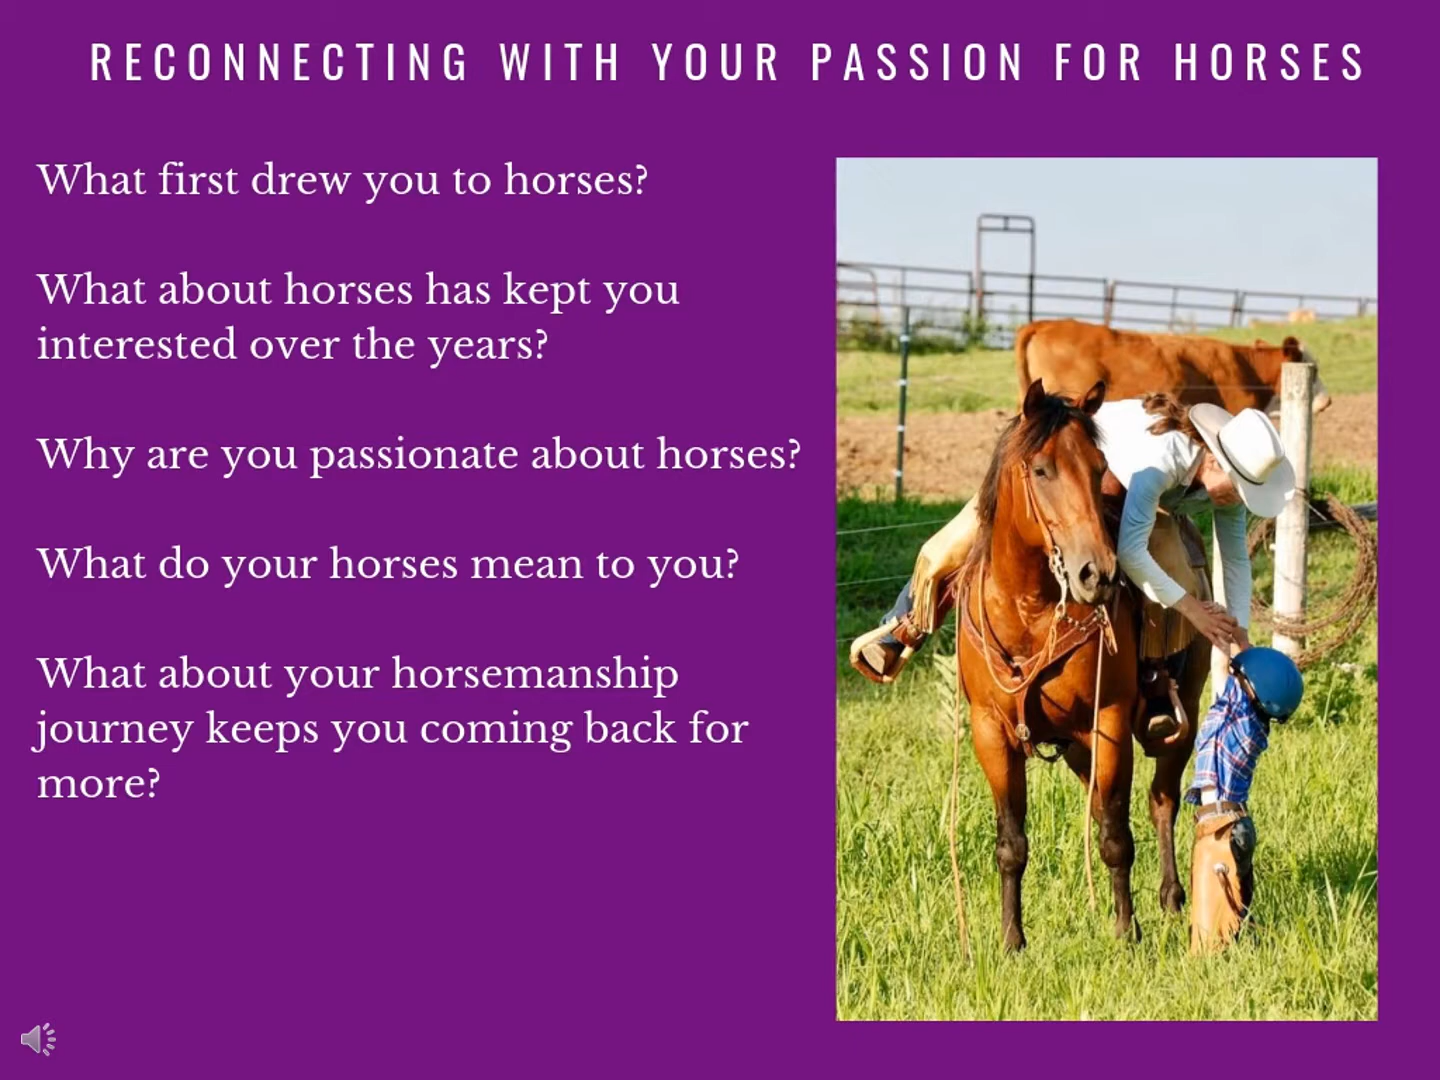 RECONNECTING WITH YOUR PASSION FOR HORSES
What first drew you to horses?
What about horses has kept you
interested over the years?
Why are you passionate about horses?
What do your horses mean to you?
What about your horsemanship
journey keeps you coming back for
more?